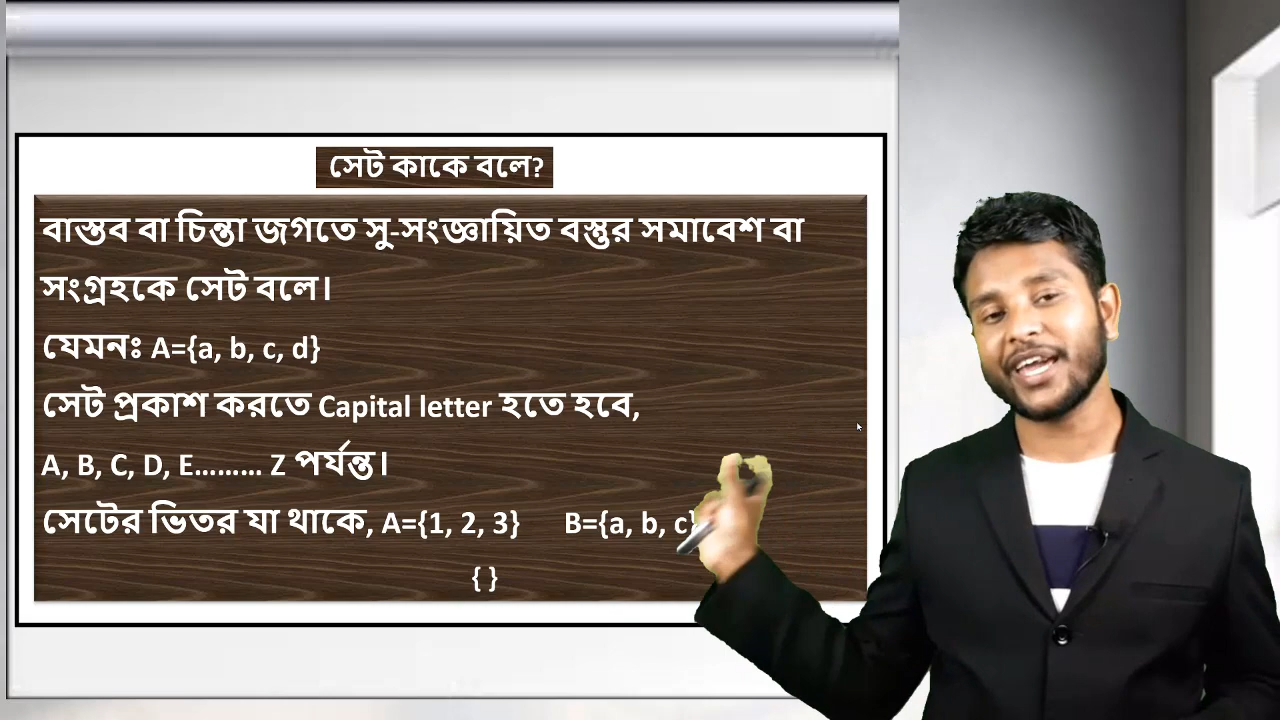 সেট কাকে বলে?
বাস্তব বা চিন্তা জগতে সু-সংজ্ঞায়িত বস্তুর সমাবেশ বা
সংগ্রহকে সেট বলে।
যেমনঃ A={a, b, c, d}
সেট প্রকাশ করতে Capital letter হতে হবে,
A, B, C, D, E......... Z পর্যন্ত।
সেটের ভিতর যা থাকে, A={1, 2, 3} B={a, b, c}
{ }